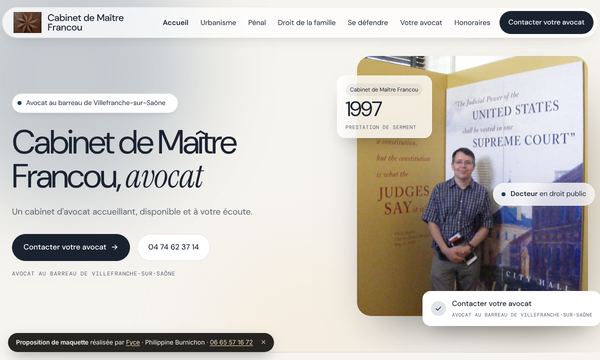 Cabinet de Maître
Francou
Accueil Urbanisme Pénal Droit de la famille Se défendre Votre avocat Honoraires Contacter votre avocat
Avocat au barreau de Villefranche-sur-Saône
Cabinet de Maître
Francou, avocat
Un cabinet d'avocat accueillant, disponible et à votre écoute.
Contacter votre avocat → 04 74 62 37 14
AVOCAT AU BARREAU DE VILLEFRANCHE-SUR-SAÔNE
Cabinet de Maître Francou
1997
PRESTATION DE SERMENT
"The Judicial Power of the
UNITED STATES
shall be vested in one
SUPREME COURT"
a constitution,
but the constitution
is what the
JUDGES
SAY
Docteur en droit public
CITY HALL
Contacter votre avocat
AVOCAT AU BARREAU DE VILLEFRANCHE-SUR-SAÔNE
Proposition de maquette réalisée par Fyce · Philippine Burnichon · 06 65 57 16 72 ×